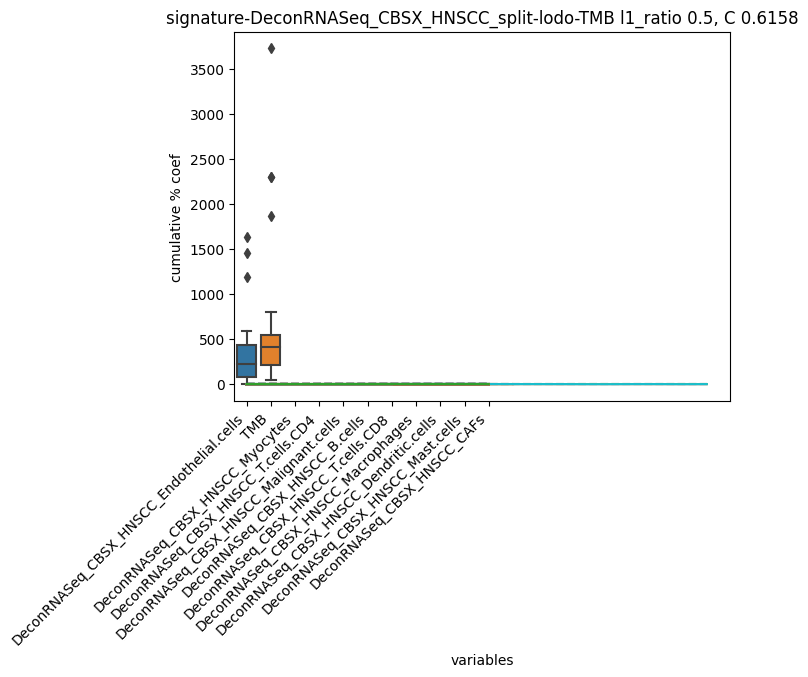 signature-DeconRNASeq_CBSX_HNSCC_split-lodo-TMB l1_ratio 0.5, C 0.6158
cumulative % coef
3500
3000
2500
2000
1500
1000
500
0
DeconRNASeq_CBSX_HNSCC_Endothelial.cells
TMB
DeconRNASeq_CBSX_HNSCC_Myocytes
DeconRNASeq_CBSX_HNSCC_T.cells.CD4
DeconRNASeq_CBSX_HNSCC_Malignant.cells
DeconRNASeq_CBSX_HNSCC_B.cells
DeconRNASeq_CBSX_HNSCC_T.cells.CD8
DeconRNASeq_CBSX_HNSCC_Macrophages
DeconRNASeq_CBSX_HNSCC_Dendritic.cells
DeconRNASeq_CBSX_HNSCC_Mast.cells
DeconRNASeq_CBSX_HNSCC_CAFs
variables